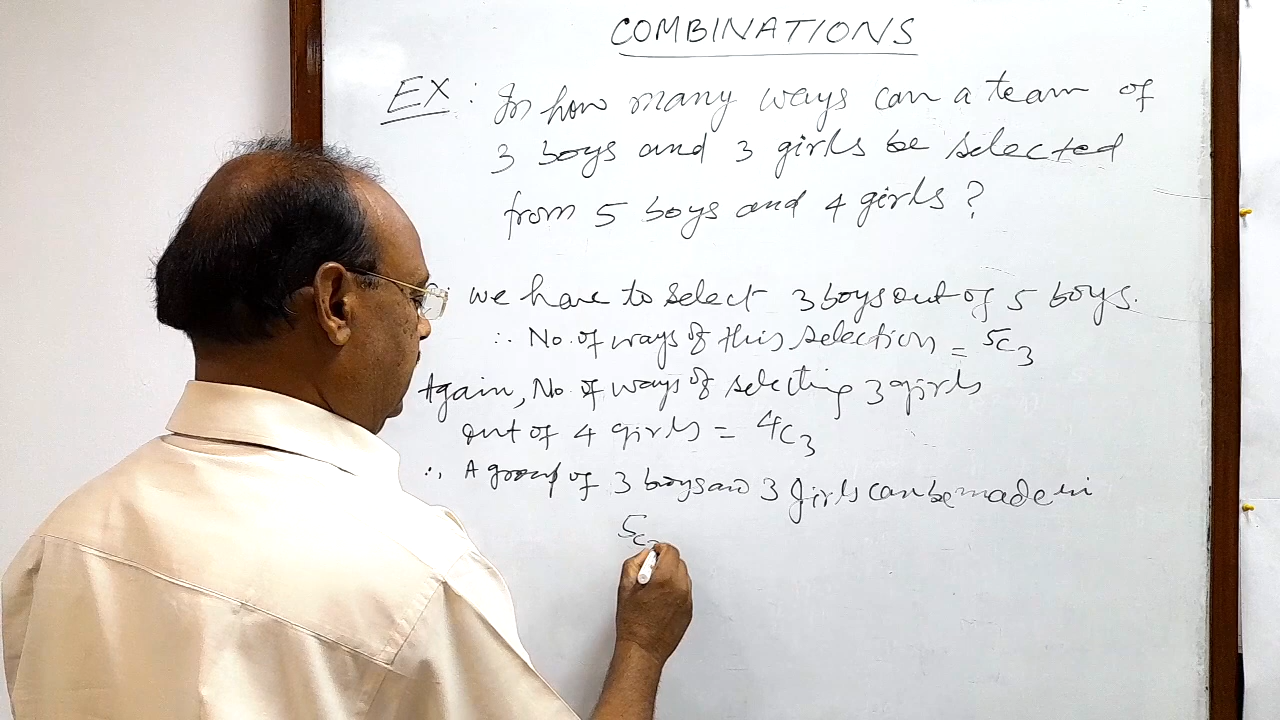 COMBINATIONS
EX: In how many ways can a team of
3 boys and 3 girls be selected
from 5 boys and 4 girls?
we have to select 3 boys out of 5 boys.
∴ No. of ways of this selection = 5C3
Again, No. of ways of selecting 3 girls
out of 4 girls = 4C3
∴ A group of 3 boys and 3 girls can be made in
5C